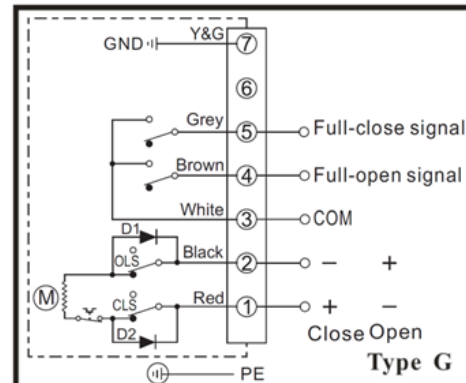 GND Y&G 7
6
Grey 5 Full-close signal
Brown 4 Full-open signal
White 3 COM
D1
OLS Black 2 − +
M CLS Red 1 + −
D2 Close Open
Type G
PE